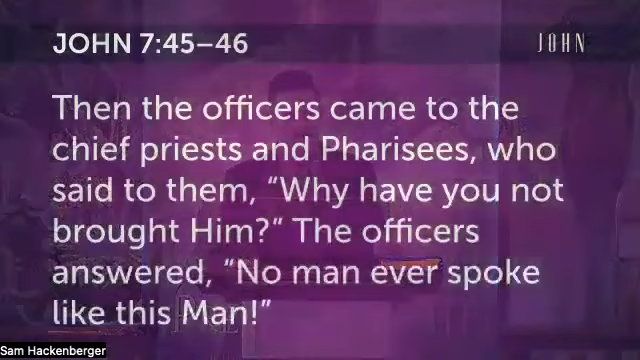 JOHN 7:45–46
JOHN
Then the officers came to the
chief priests and Pharisees, who
said to them, “Why have you not
brought Him?” The officers
answered, “No man ever spoke
like this Man!”
Sam Hackenberger